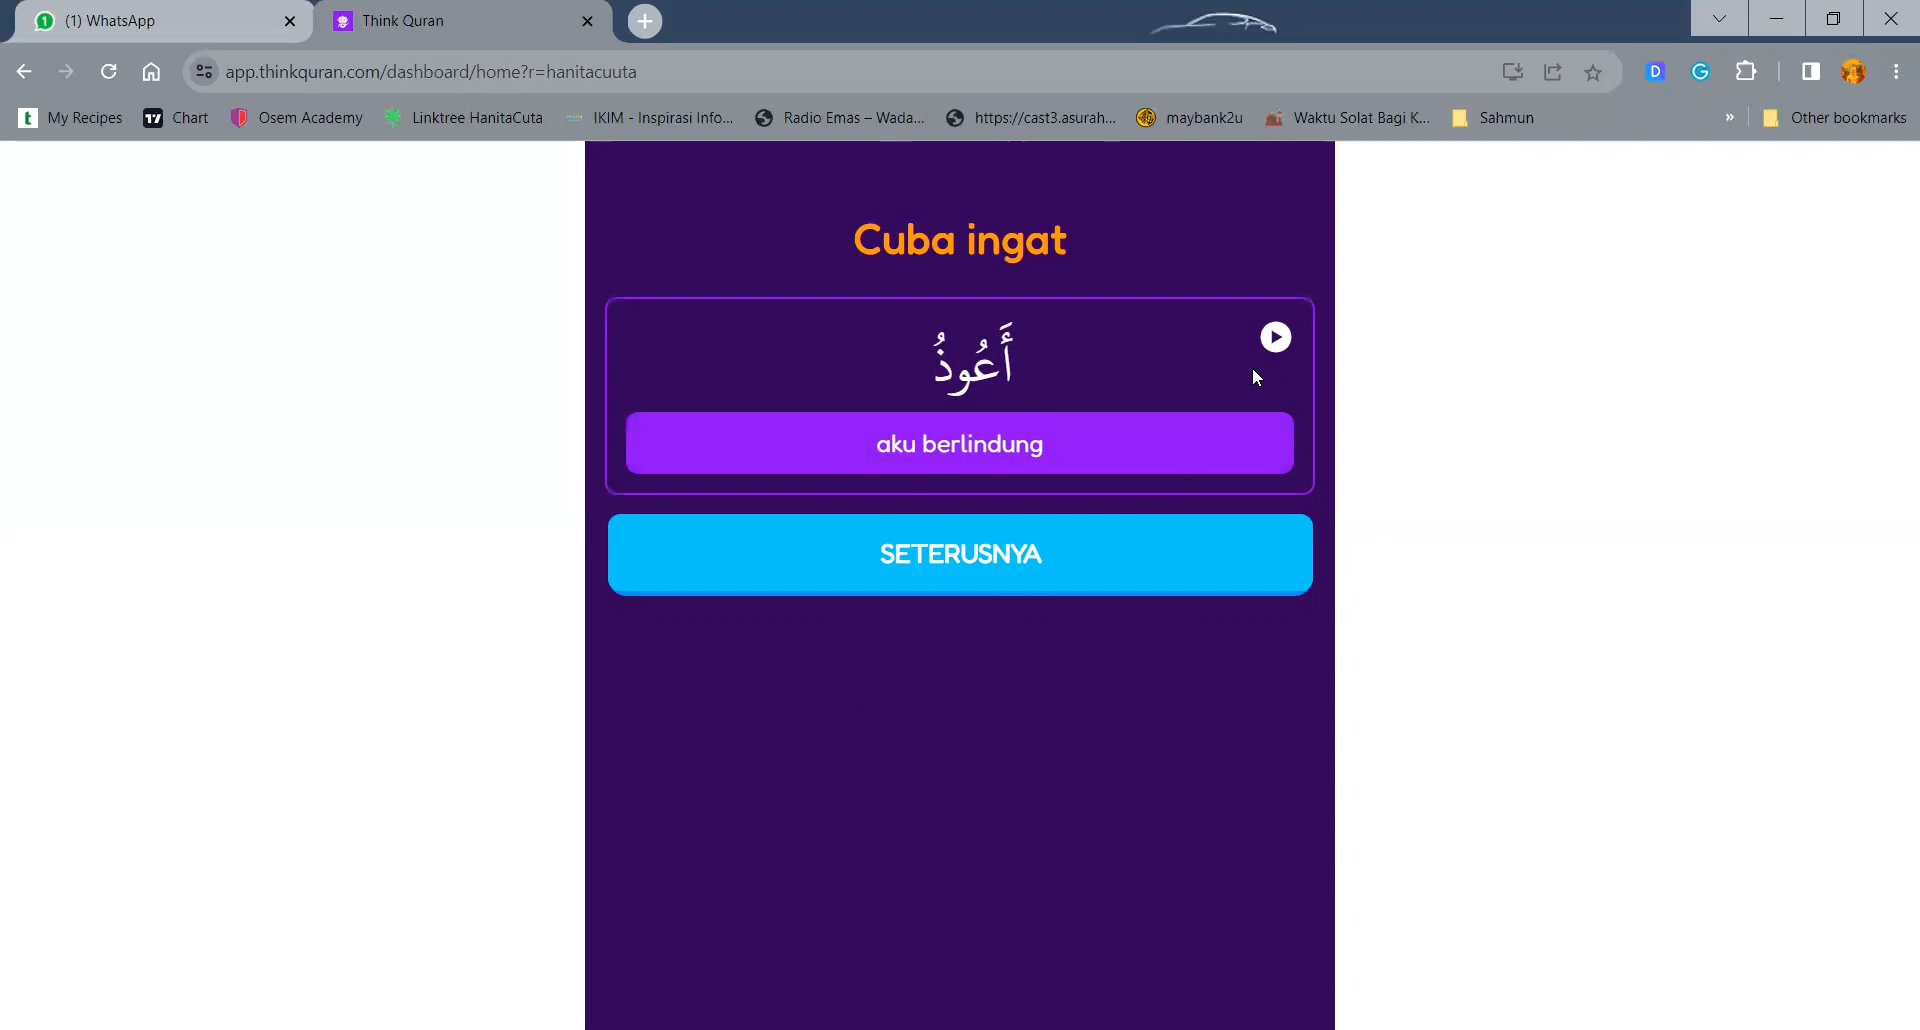 (1) WhatsApp
Think Quran
app.thinkquran.com/dashboard/home?r=hanitacuuta
My Recipes
Chart
Osem Academy
Linktree HanitaCuta
IKIM - Inspirasi Info...
Radio Emas – Wada...
https://cast3.asurah...
maybank2u
Waktu Solat Bagi K...
Sahmun
»
Other bookmarks
Cuba ingat
أَعُوذُ
aku berlindung
SETERUSNYA